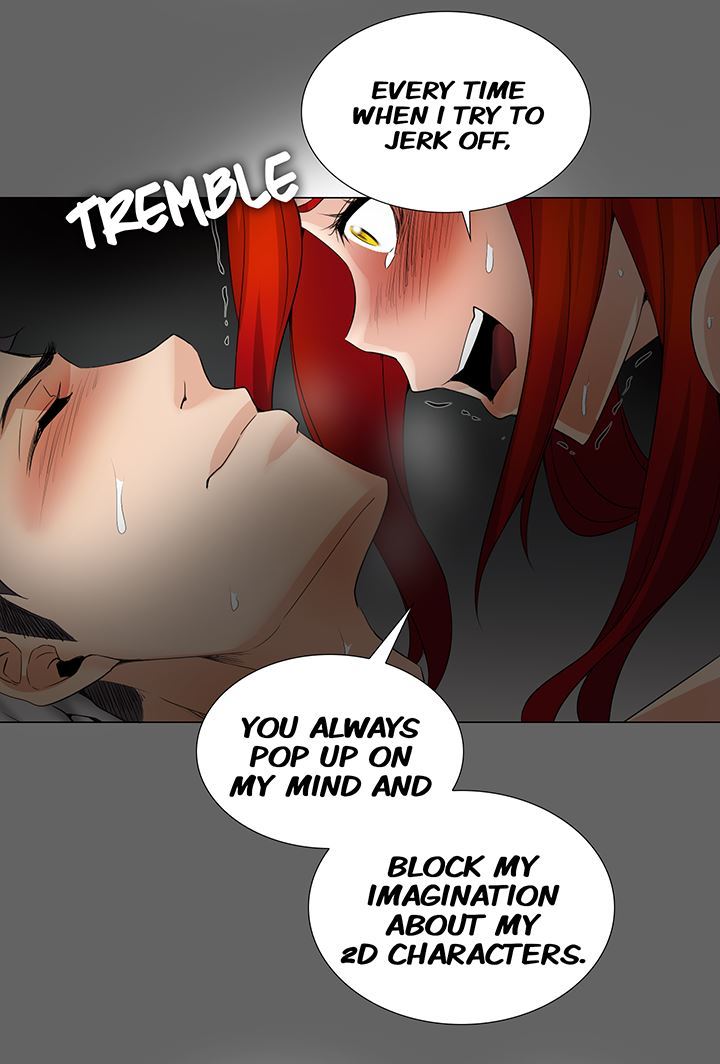 EVERY TIME
WHEN I TRY TO
JERK OFF,
TREMBLE
YOU ALWAYS
POP UP ON
MY MIND AND
BLOCK MY
IMAGINATION
ABOUT MY
2D CHARACTERS.